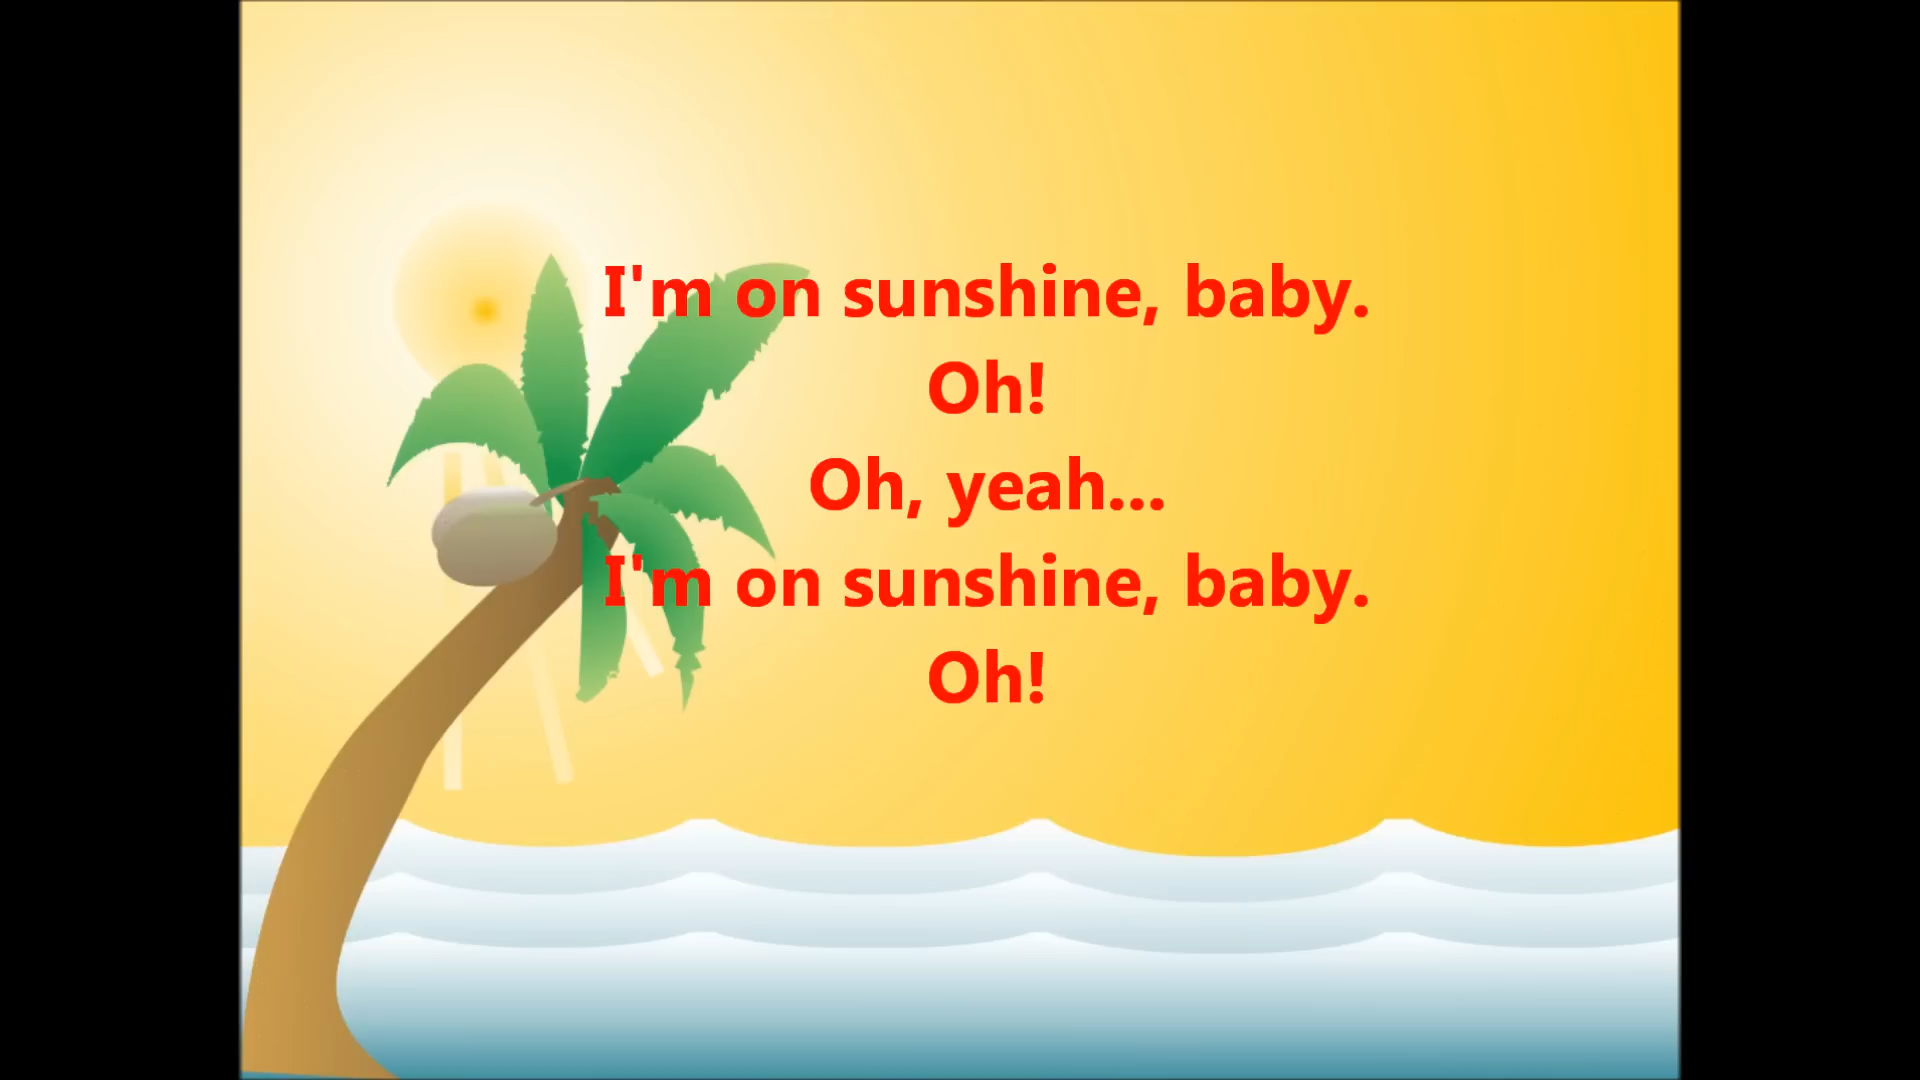 I'm on sunshine, baby.
Oh!
Oh, yeah...
I'm on sunshine, baby.
Oh!